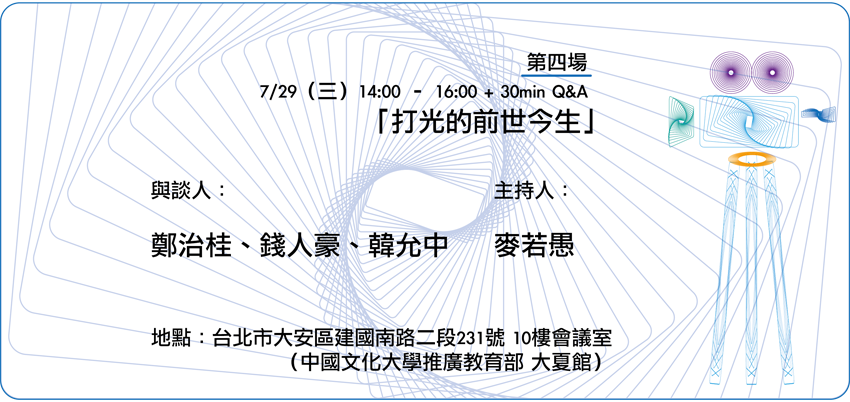 第四場
7/29（三）14:00 - 16:00 + 30min Q&A
「打光的前世今生」
與談人： 主持人：
鄭治桂、錢人豪、韓允中 麥若愚
地點：台北市大安區建國南路二段231號 10樓會議室
（中國文化大學推廣教育部 大夏館）